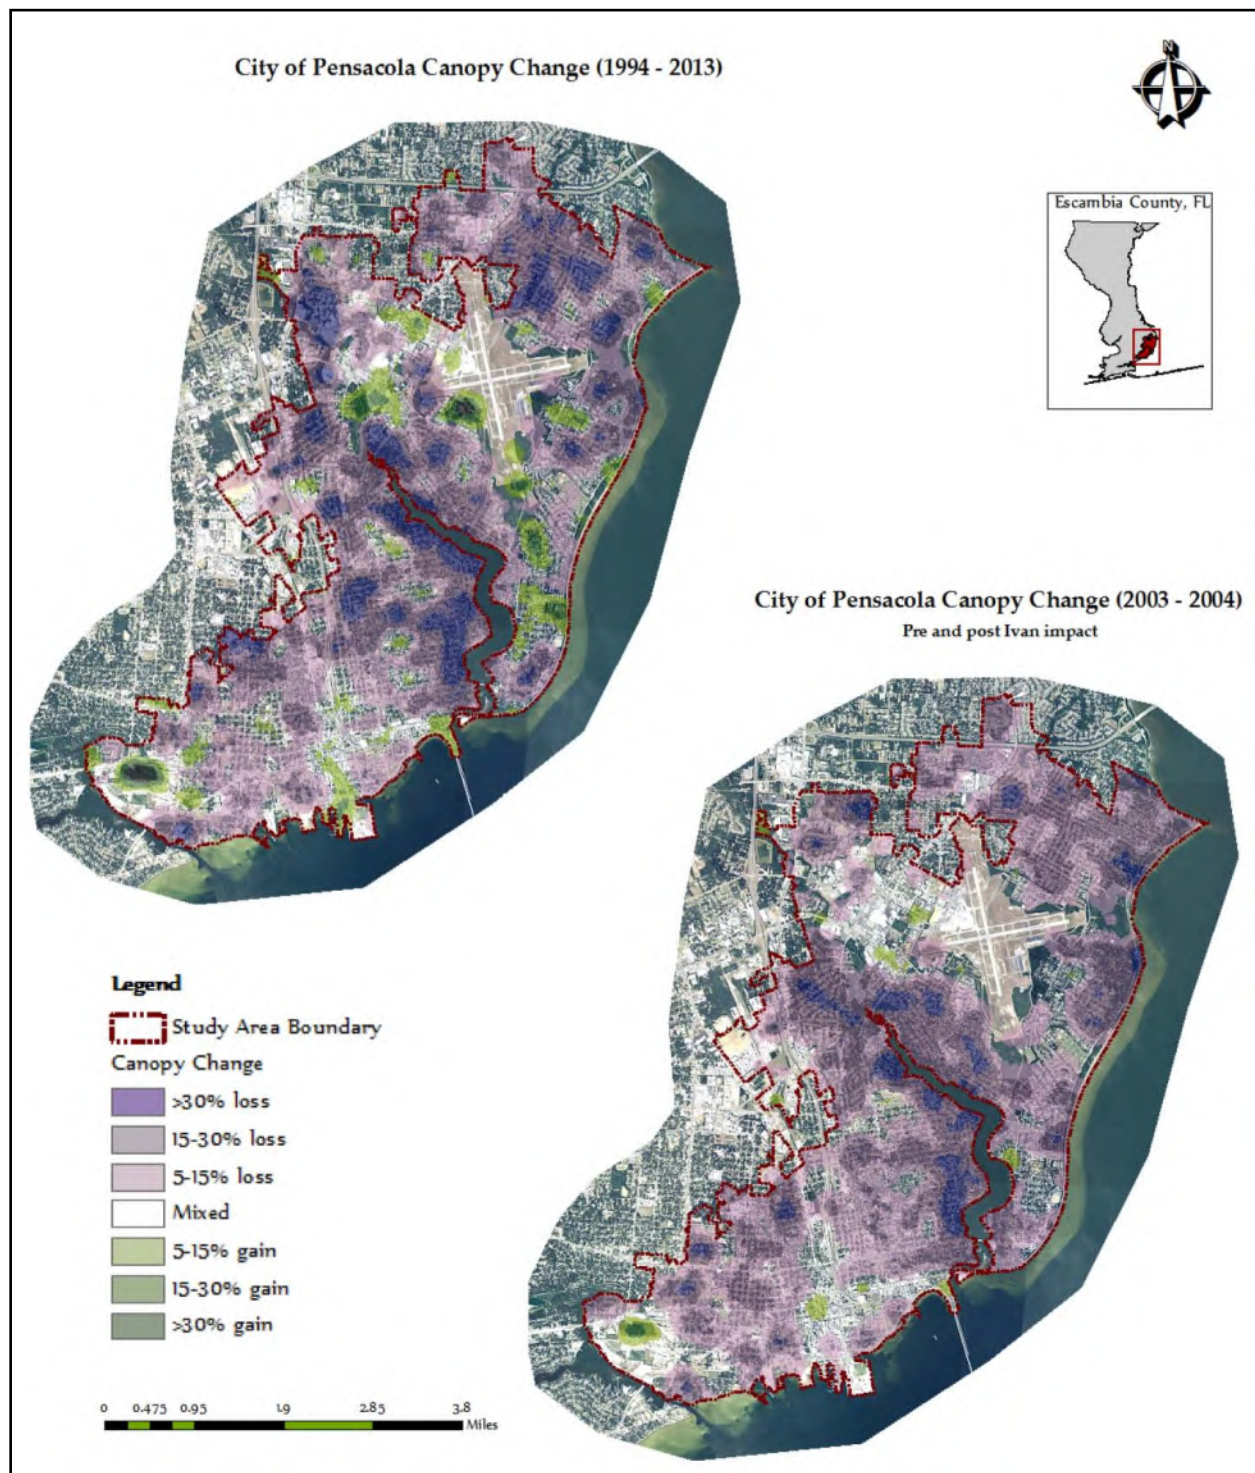 City of Pensacola Canopy Change (1994 - 2013)
N
Escambia County, FL
City of Pensacola Canopy Change (2003 - 2004)
Pre and post Ivan impact
Legend
Study Area Boundary
Canopy Change
>30% loss
15-30% loss
5-15% loss
Mixed
5-15% gain
15-30% gain
>30% gain
0 0.475 0.95 1.9 2.85 3.8
Miles